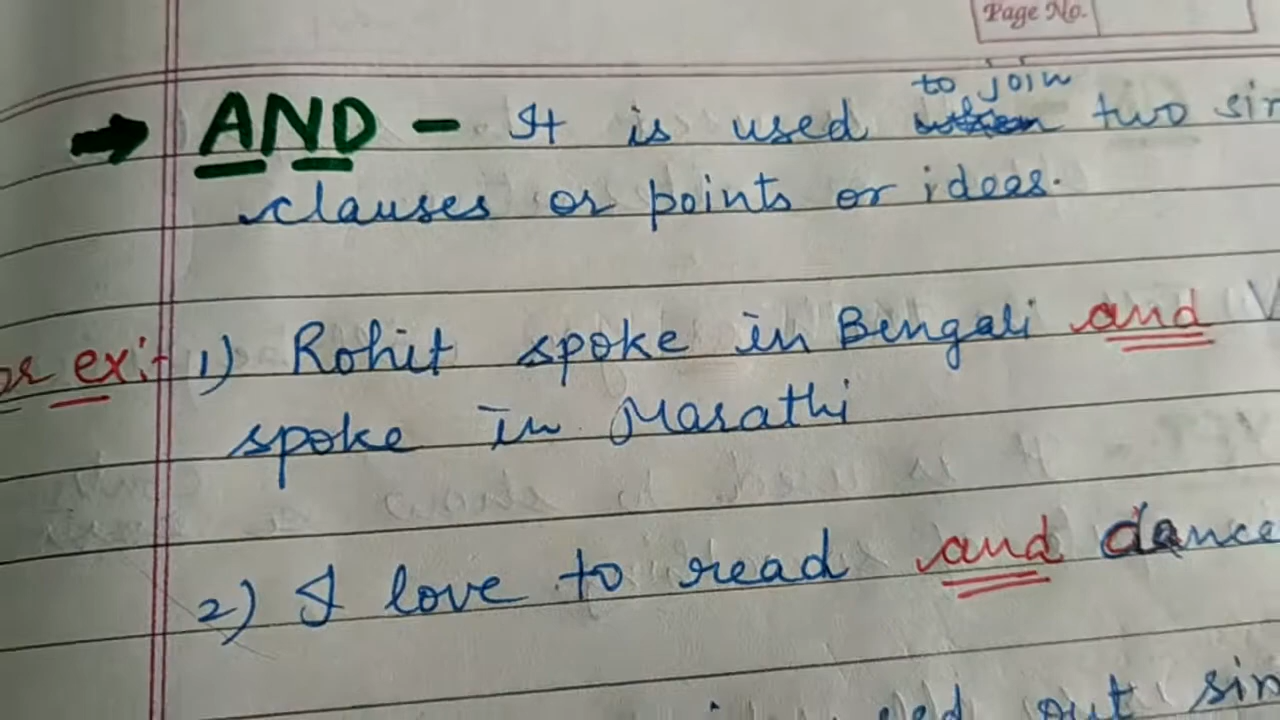 Page No.
to join
AND - It is used two
clauses or points or ideas.
ex:- 1) Rohit spoke in Bengali and
spoke in Marathi
2) I love to read and dance
out